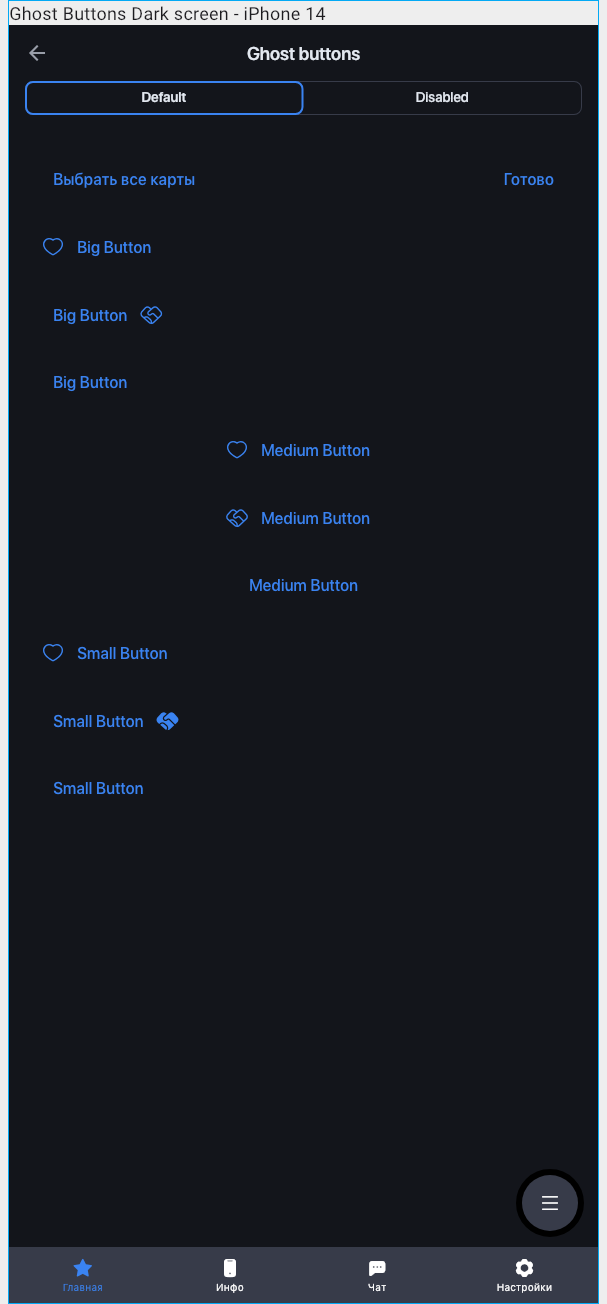 Ghost Buttons Dark screen - iPhone 14
Ghost buttons
Default Disabled
Выбрать все карты Готово
Big Button
Big Button
Big Button
Medium Button
Medium Button
Medium Button
Small Button
Small Button
Small Button
Главная Инфо Чат Настройки